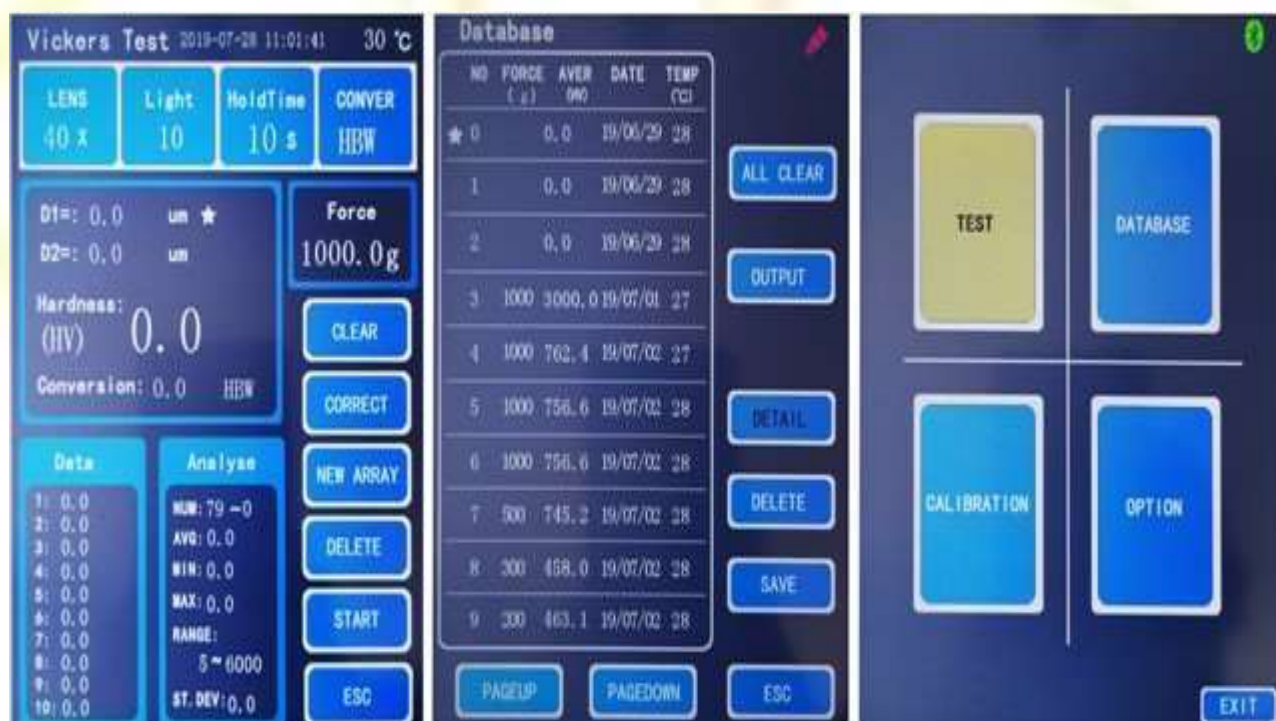 Vickers Test 2019-07-28 11:01:41 30 ℃
LENS Light HoldTime CONVER
40 X 10 10 s HBW
D1=: 0.0 um ★
D2=: 0.0 um
Force
1000.0g
Hardness:
(HV) 0.0
Conversion: 0.0 HBW
CLEAR
CORRECT
NEW ARRAY
DELETE
START
ESC
Data
1: 0.0
2: 0.0
3: 0.0
4: 0.0
5: 0.0
6: 0.0
7: 0.0
8: 0.0
9: 0.0
10: 0.0
Analyse
NUM: 79 -0
AVG: 0.0
MIN: 0.0
MAX: 0.0
RANGE:
5~6000
ST.DEV: 0.0
Database
NO FORCE AVER DATE TEMP
(g) (HV) (℃)
★ 0 0.0 19/06/29 28
1 0.0 19/06/29 28
2 0.0 19/06/29 28
3 1000 3000.0 19/07/01 27
4 1000 762.4 19/07/02 27
5 1000 756.6 19/07/02 28
6 1000 756.6 19/07/02 28
7 500 745.2 19/07/02 28
8 458.0 19/07/02 28
9 463.1 19/07/02 28
ALL CLEAR
OUTPUT
DETAIL
DELETE
SAVE
PAGEUP PAGEDOWN ESC
TEST DATABASE
CALIBRATION OPTION
EXIT